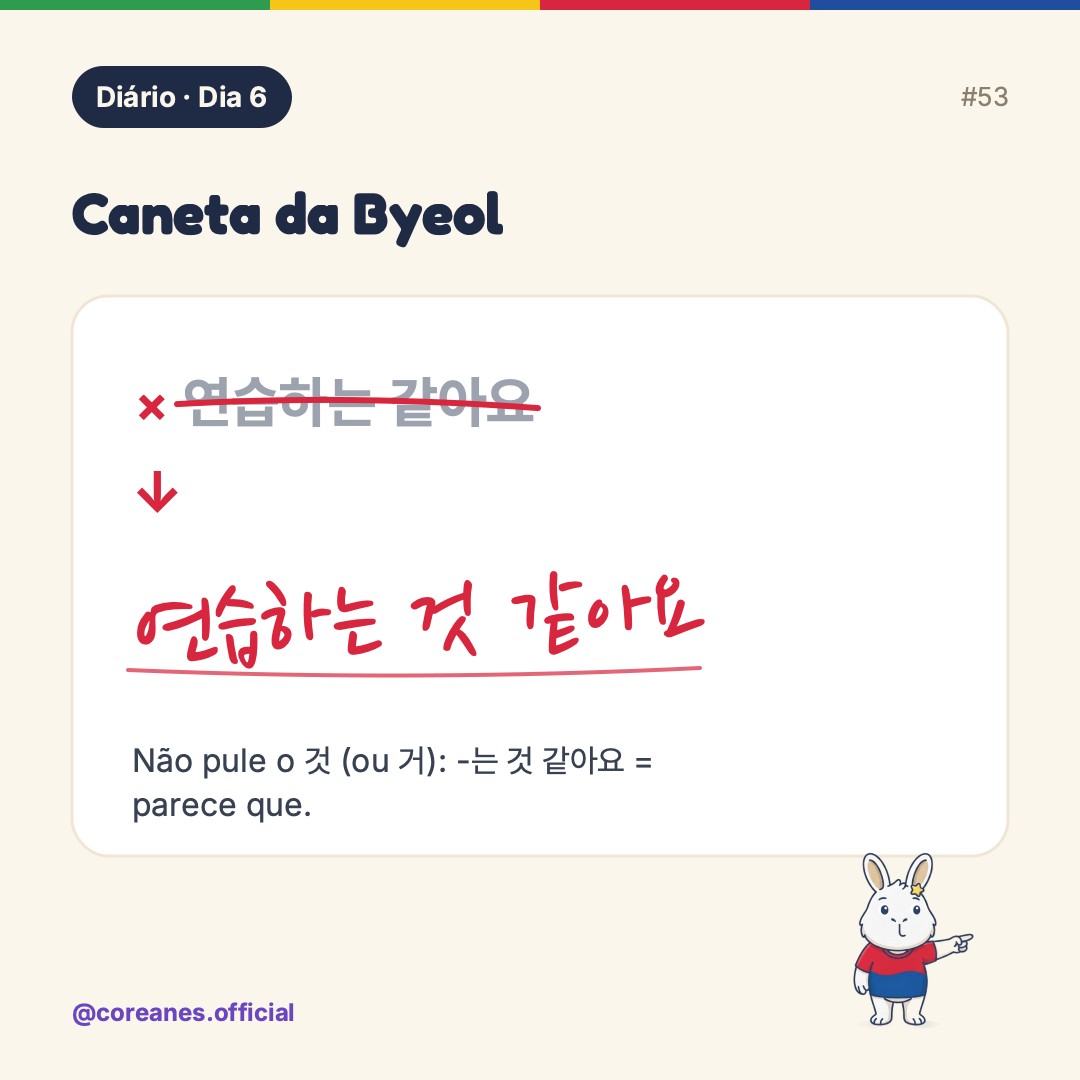 Diário · Dia 6
#53
Caneta da Byeol
× 연습하는 같아요
↓
연습하는 것 같아요
Não pule o 것 (ou 거): -는 것 같아요 =
parece que.
@coreanes.official